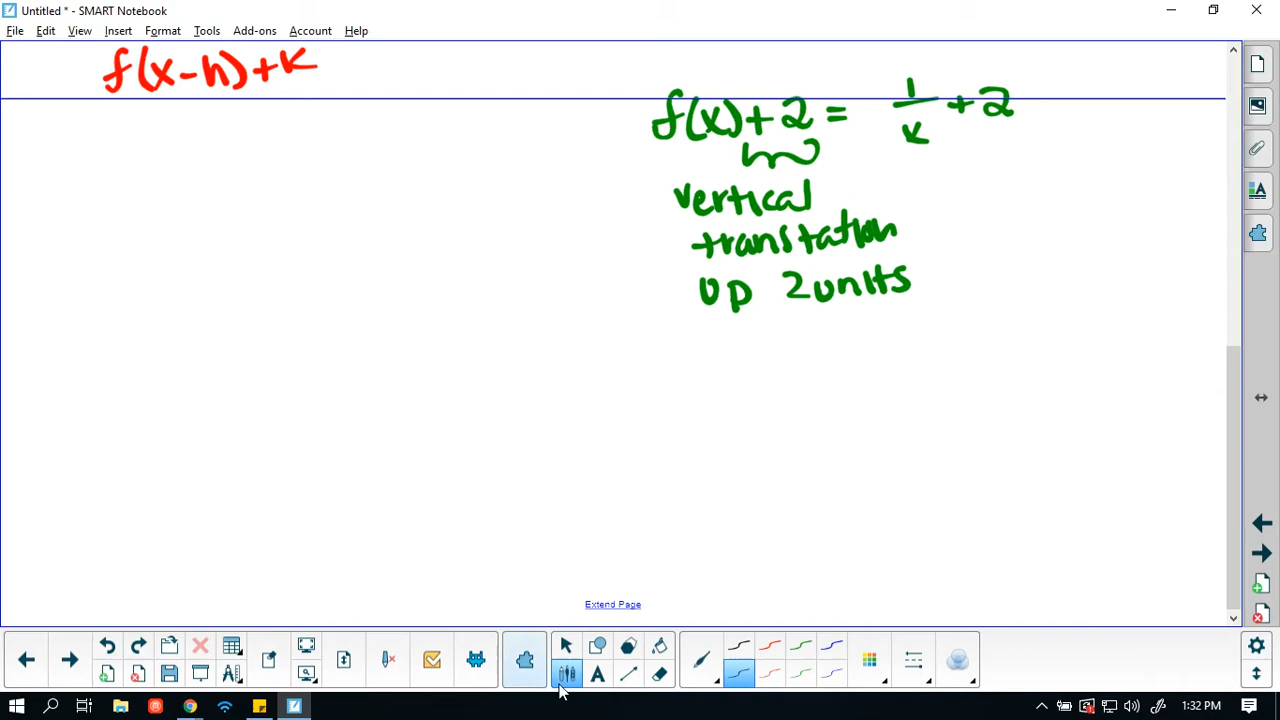 Untitled * - SMART Notebook
File Edit View Insert Format Tools Add-ons Account Help
f(x-h)+k
f(x)+2 = 1/x +2
vertical
translation
up 2 units
Extend Page
1:32 PM